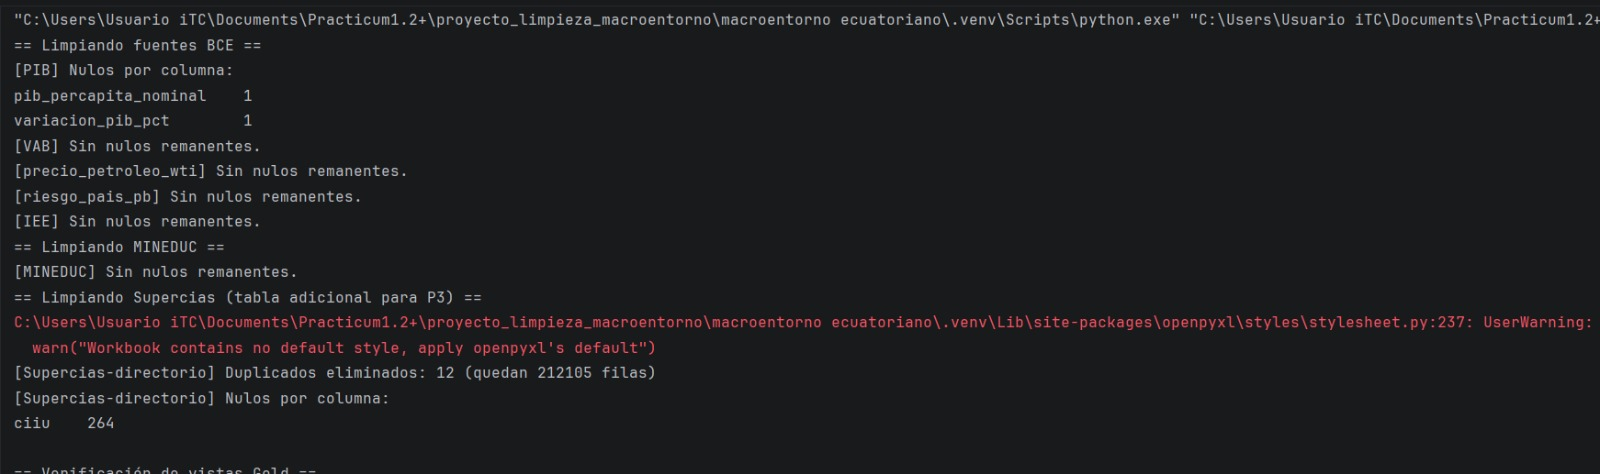 "C:\Users\Usuario iTC\Documents\Practicum1.2+\proyecto_limpieza_macroentorno\macroentorno ecuatoriano\.venv\Scripts\python.exe" "C:\Users\Usuario iTC\Documents\Practicum1.2+
== Limpiando fuentes BCE ==
[PIB] Nulos por columna:
pib_percapita_nominal    1
variacion_pib_pct        1
[VAB] Sin nulos remanentes.
[precio_petroleo_wti] Sin nulos remanentes.
[riesgo_pais_pb] Sin nulos remanentes.
[IEE] Sin nulos remanentes.
== Limpiando MINEDUC ==
[MINEDUC] Sin nulos remanentes.
== Limpiando Supercias (tabla adicional para P3) ==
C:\Users\Usuario iTC\Documents\Practicum1.2+\proyecto_limpieza_macroentorno\macroentorno ecuatoriano\.venv\Lib\site-packages\openpyxl\styles\stylesheet.py:237: UserWarning:
  warn("Workbook contains no default style, apply openpyxl's default")
[Supercias-directorio] Duplicados eliminados: 12 (quedan 212105 filas)
[Supercias-directorio] Nulos por columna:
ciiu    264
== Verificación de vistas Gold ==